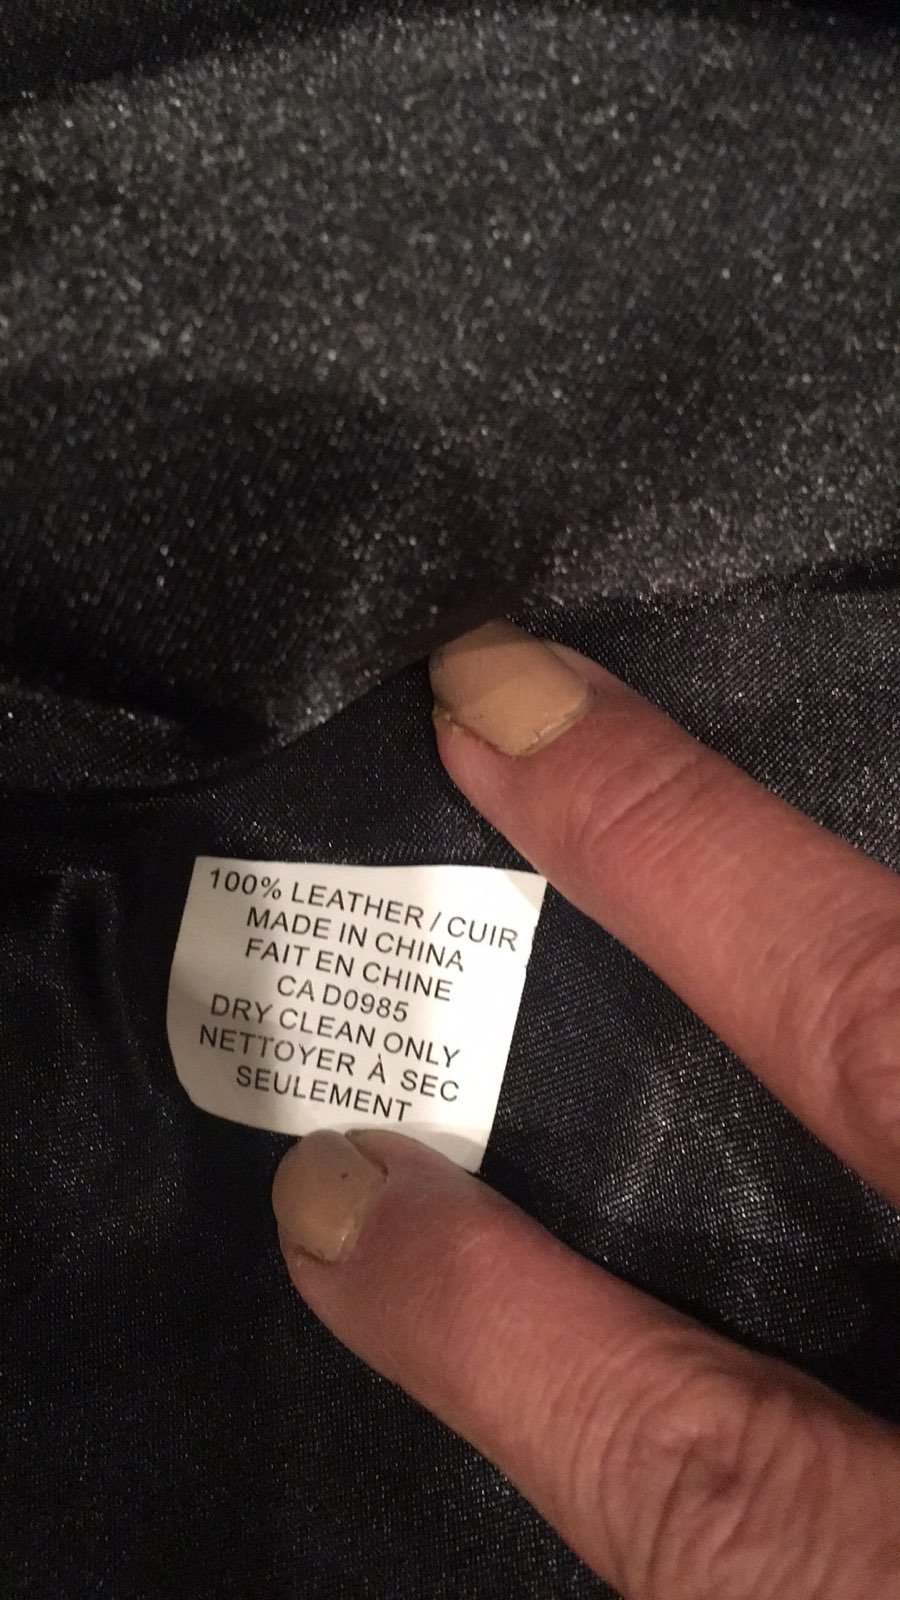 100% LEATHER / CUIR
MADE IN CHINA
FAIT EN CHINE
CA D0985
DRY CLEAN ONLY
NETTOYER À SEC
SEULEMENT